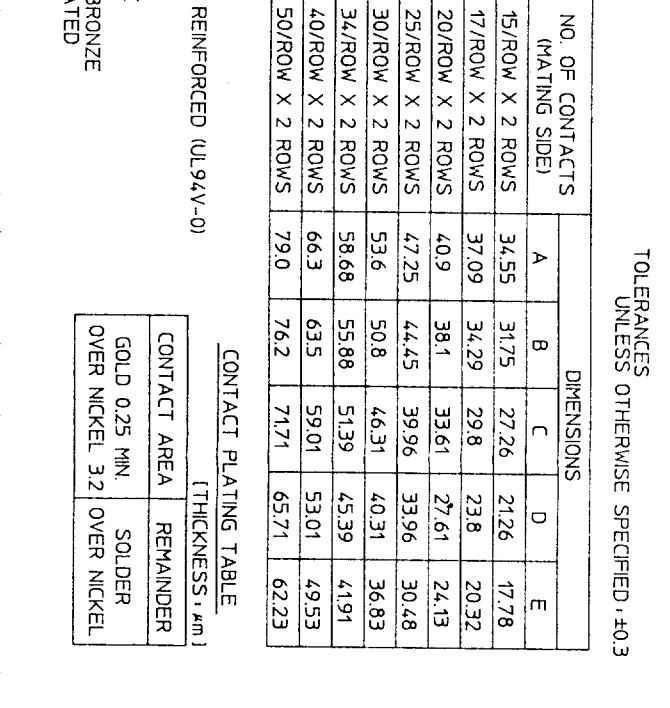 TOLERANCES
UNLESS OTHERWISE SPECIFIED: ±0.3
NO. OF CONTACTS (MATING SIDE) DIMENSIONS
A B C D E
15/ROW X 2 ROWS 34.55 31.75 27.26 21.26 17.78
17/ROW X 2 ROWS 37.09 34.29 29.8 23.8 20.32
20/ROW X 2 ROWS 40.9 38.1 33.61 27.61 24.13
25/ROW X 2 ROWS 47.25 44.45 39.96 33.96 30.48
30/ROW X 2 ROWS 53.6 50.8 46.31 40.31 36.83
34/ROW X 2 ROWS 58.68 55.88 51.39 45.39 41.91
40/ROW X 2 ROWS 66.3 63.5 59.01 53.01 49.53
50/ROW X 2 ROWS 79.0 76.2 71.71 65.71 62.23
REINFORCED (UL94V-0)
BRONZE
ATED
CONTACT PLATING TABLE
[THICKNESS: μm]
CONTACT AREA REMAINDER
GOLD 0.25 MIN. SOLDER
OVER NICKEL 3.2 OVER NICKEL